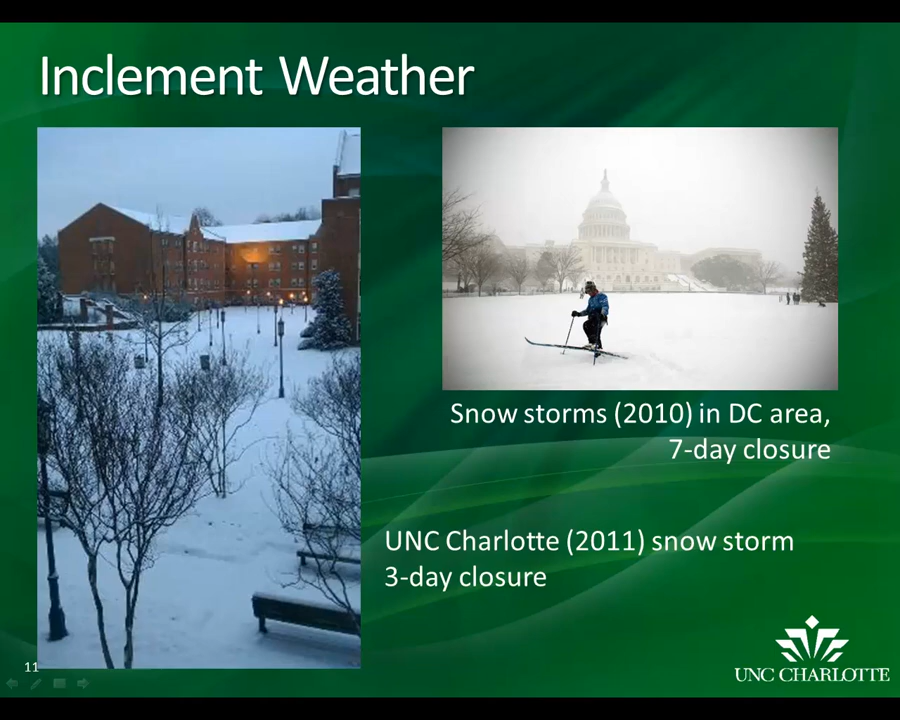 Inclement Weather
Snow storms (2010) in DC area,
7-day closure
UNC Charlotte (2011) snow storm
3-day closure
11
UNC CHARLOTTE